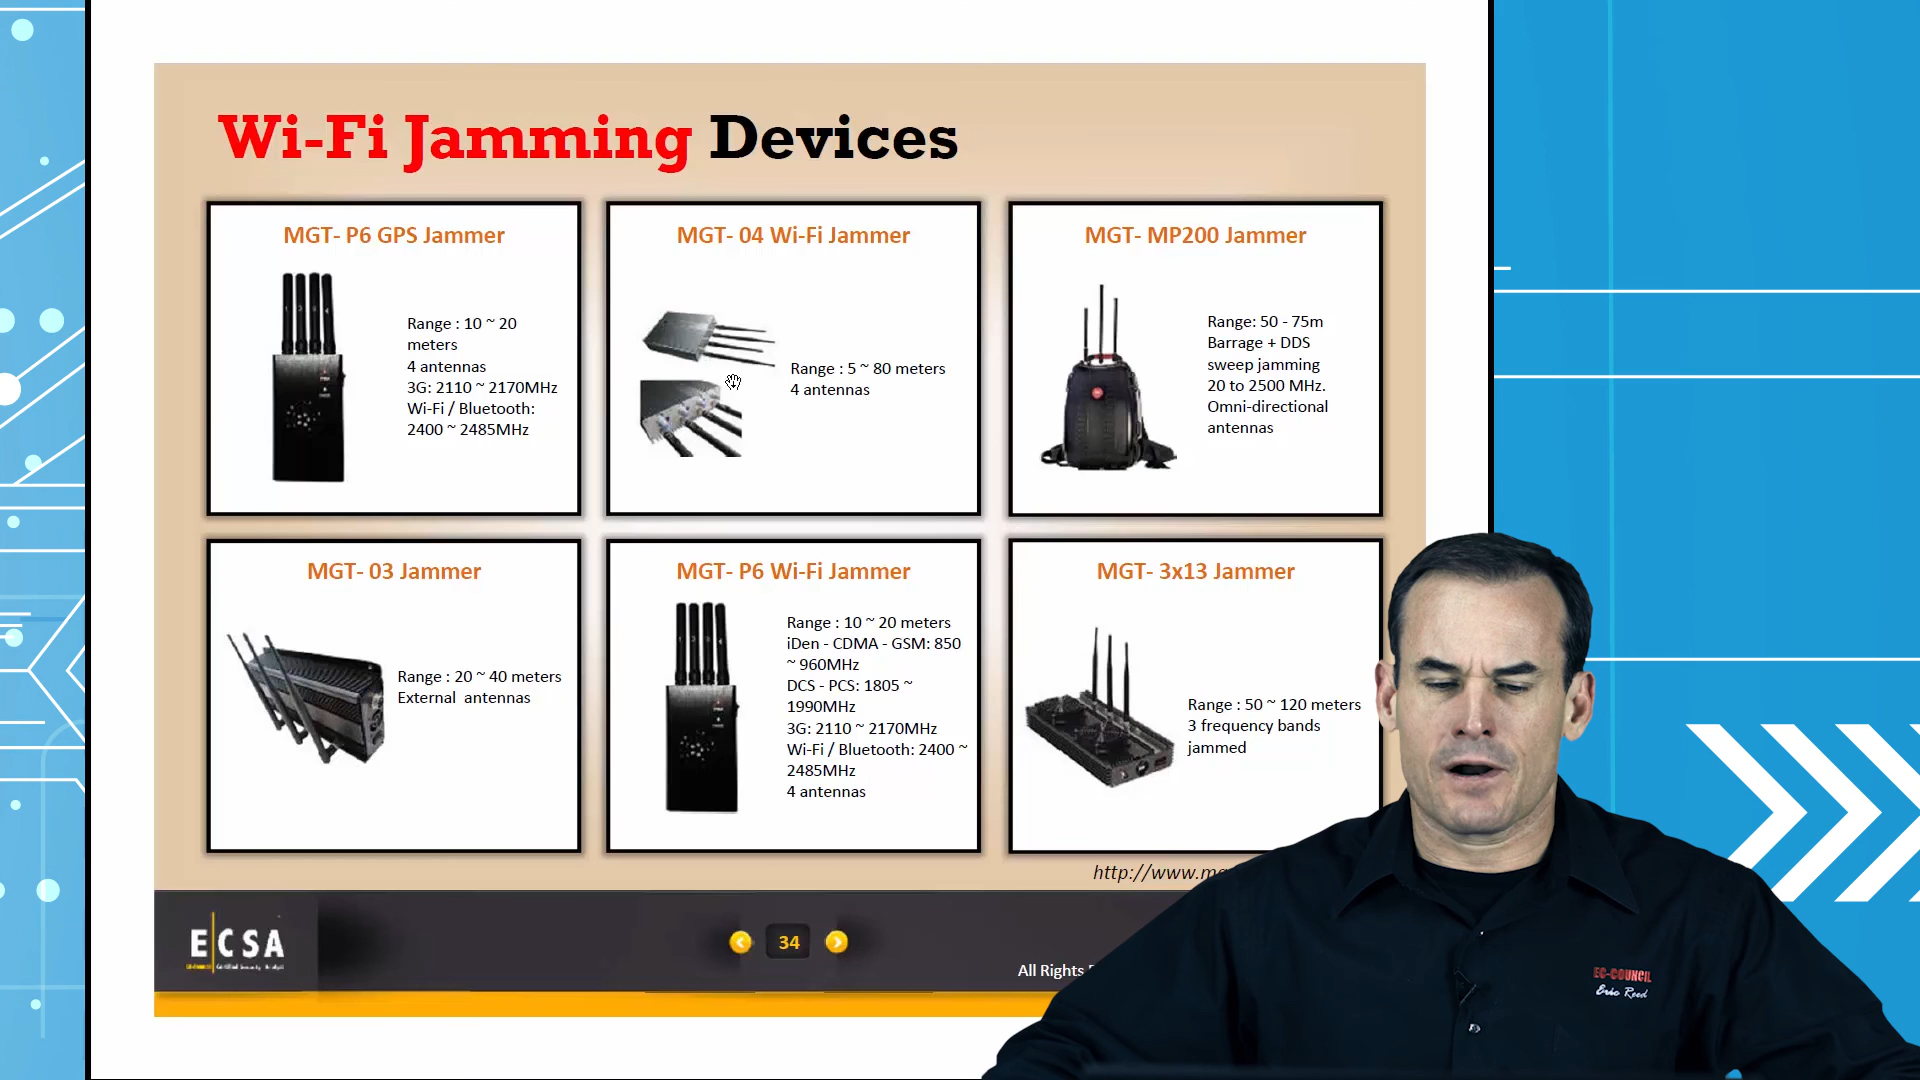 Wi-Fi Jamming Devices
MGT- P6 GPS Jammer
Range : 10 ~ 20
meters
4 antennas
3G: 2110 ~ 2170MHz
Wi-Fi / Bluetooth:
2400 ~ 2485MHz
MGT- 04 Wi-Fi Jammer
Range : 5 ~ 80 meters
4 antennas
MGT- MP200 Jammer
Range: 50 - 75m
Barrage + DDS
sweep jamming
20 to 2500 MHz.
Omni-directional
antennas
MGT- 03 Jammer
Range : 20 ~ 40 meters
External antennas
MGT- P6 Wi-Fi Jammer
Range : 10 ~ 20 meters
iDen - CDMA - GSM: 850
~ 960MHz
DCS - PCS: 1805 ~
1990MHz
3G: 2110 ~ 2170MHz
Wi-Fi / Bluetooth: 2400 ~
2485MHz
4 antennas
MGT- 3x13 Jammer
Range : 50 ~ 120 meters
3 frequency bands
jammed
http://www.
ECSA
34
All Rights
EC-COUNCIL
Eric Reed